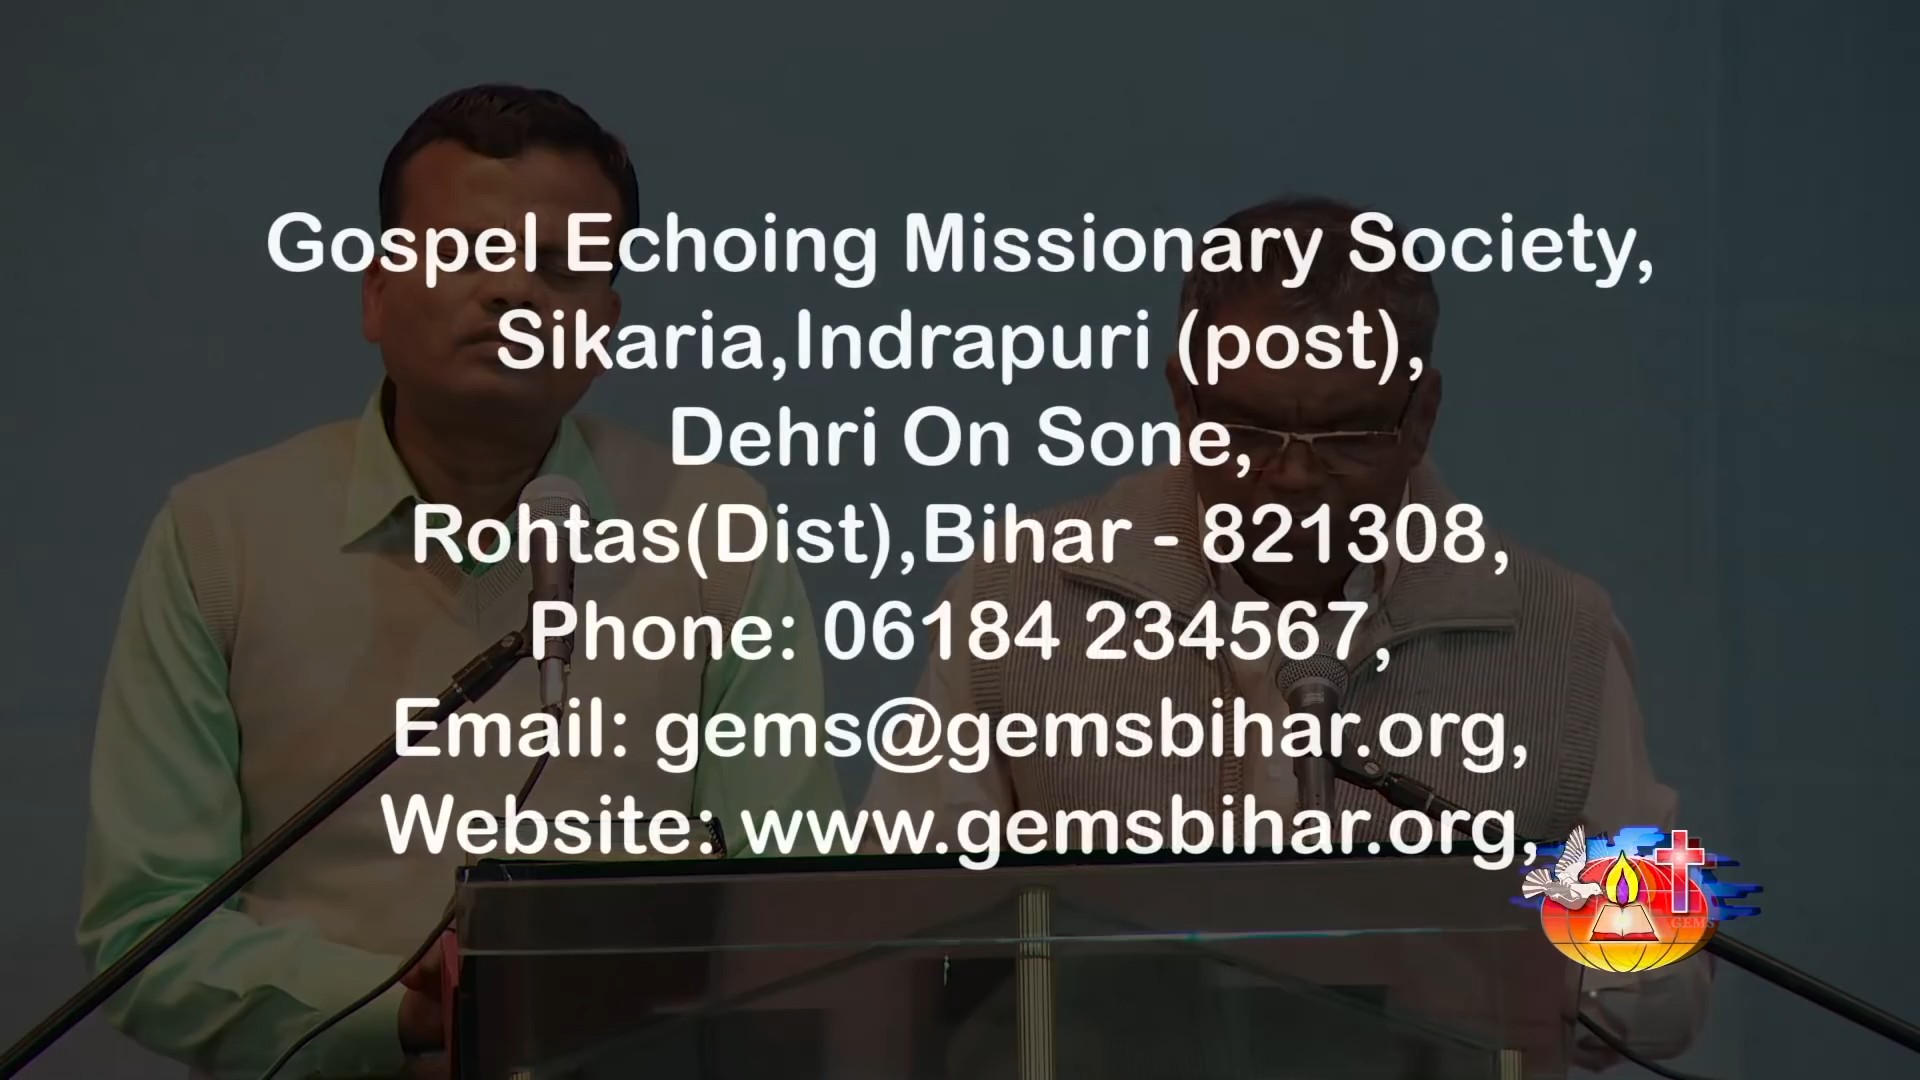 Gospel Echoing Missionary Society,
Sikaria,Indrapuri (post),
Dehri On Sone,
Rohtas(Dist),Bihar - 821308,
Phone: 06184 234567,
Email: gems@gemsbihar.org,
Website: www.gemsbihar.org,
GEMS